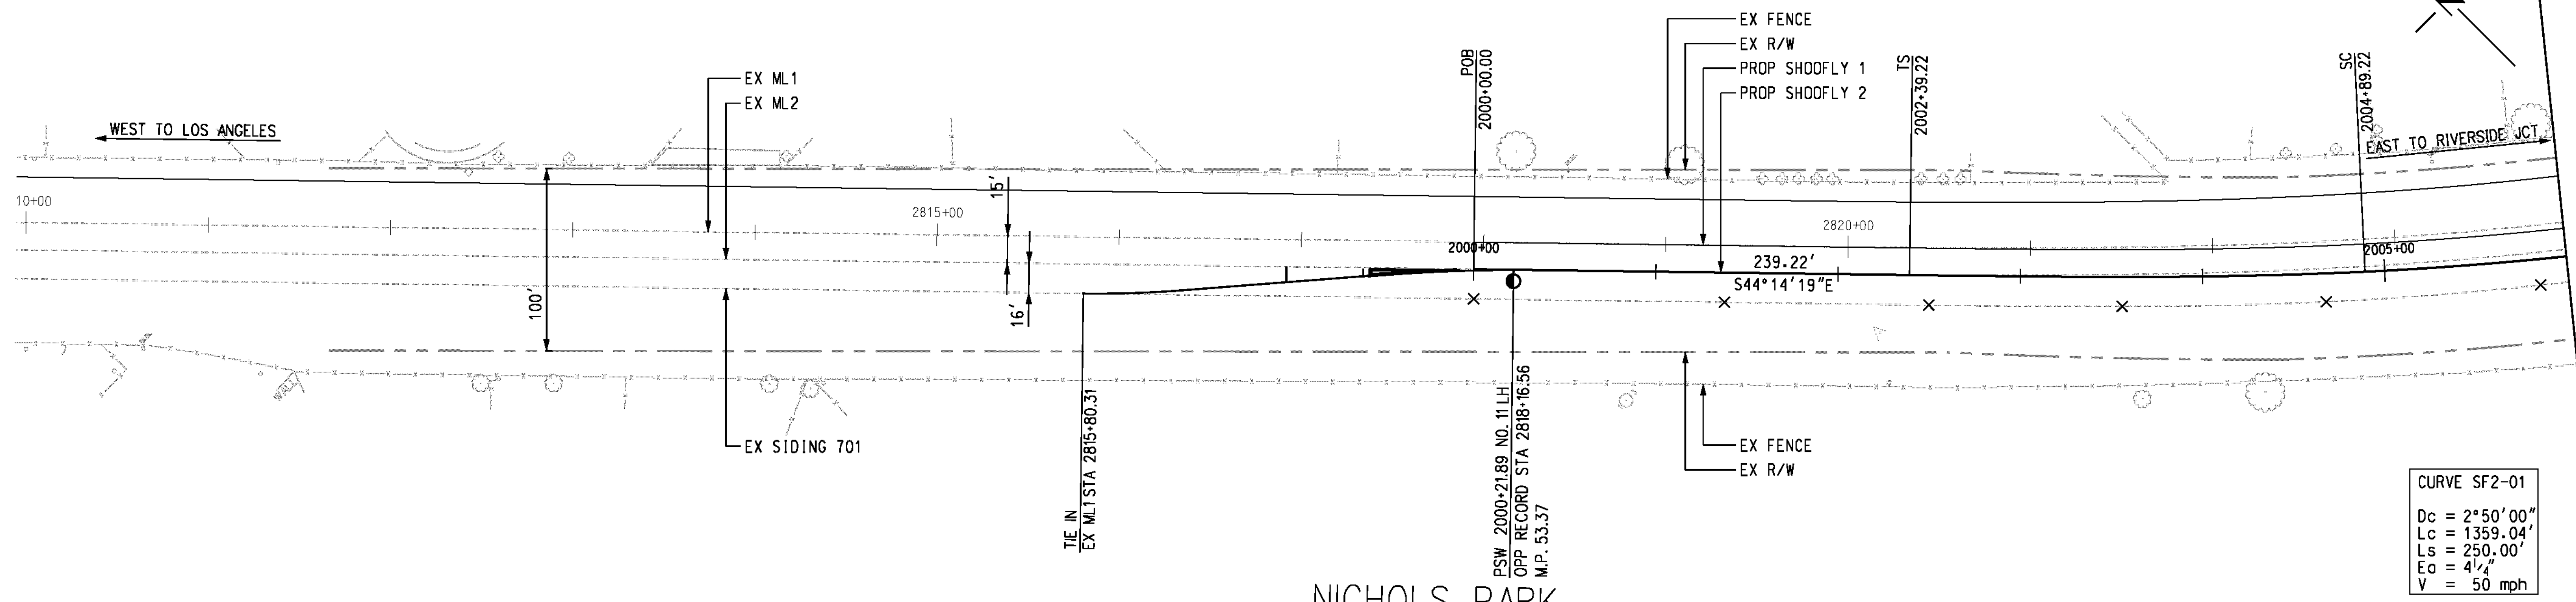 EX FENCE
EX R/W
PROP SHOOFLY 1
PROP SHOOFLY 2
EX ML1
EX ML2
POB
2000+00.00
TS
2002+39.22
SC
2004+89.22
WEST TO LOS ANGELES
EAST TO RIVERSIDE JCT
10+00
2815+00
2820+00
15'
2000+00
2005+00
239.22'
S44°14'19"E
100'
16'
WALL
EX SIDING 701
TIE IN
EX ML1 STA 2815+80.31
PSW 2000+21.89 NO. 11 LH
OPP RECORD STA 2818+16.56
M.P. 53.37
EX FENCE
EX R/W
CURVE SF2-01
Dc = 2°50'00"
Lc = 1359.04'
Ls = 250.00'
Ea = 4 1/4"
V = 50 mph
NICHOLS PARK